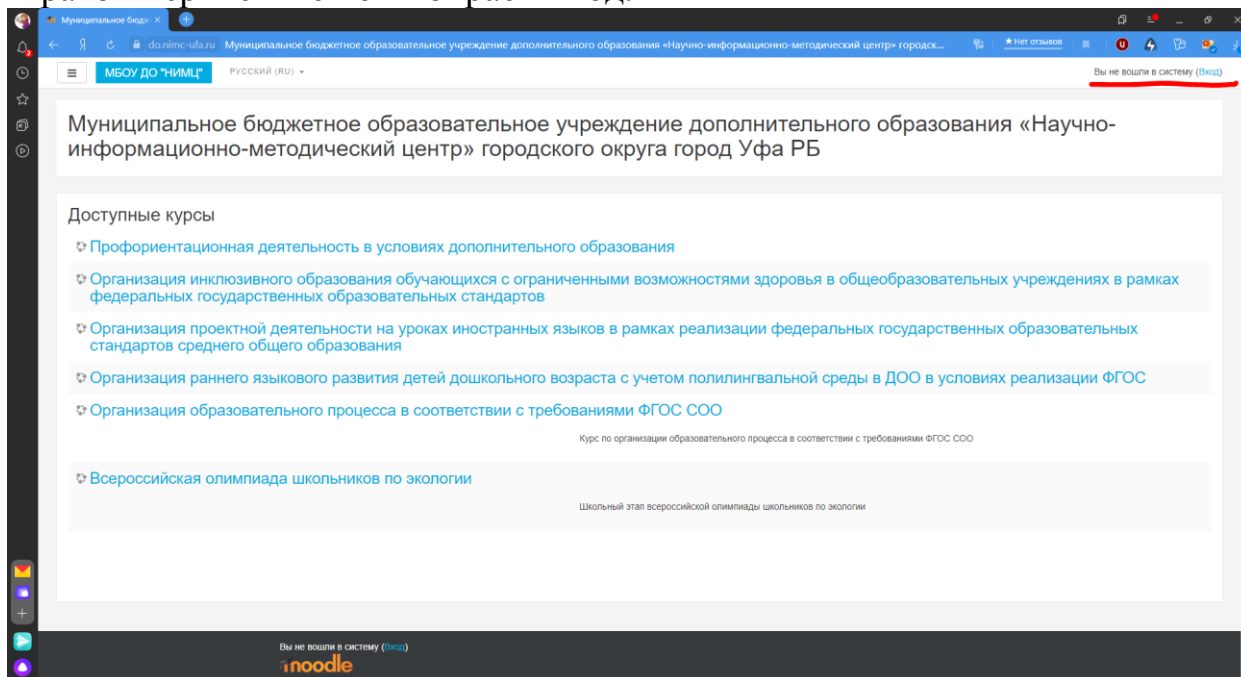 Муниципальное бюдж
do.nimc-ufa.ru Муниципальное бюджетное образовательное учреждение дополнительного образования «Научно-информационно-методический центр» городск...
Нет отзывов
МБОУ ДО "НИМЦ"
РУССКИЙ (RU)
Вы не вошли в систему (Вход)
Муниципальное бюджетное образовательное учреждение дополнительного образования «Научно-
информационно-методический центр» городского округа город Уфа РБ
Доступные курсы
Профориентационная деятельность в условиях дополнительного образования
Организация инклюзивного образования обучающихся с ограниченными возможностями здоровья в общеобразовательных учреждениях в рамках
федеральных государственных образовательных стандартов
Организация проектной деятельности на уроках иностранных языков в рамках реализации федеральных государственных образовательных
стандартов среднего общего образования
Организация раннего языкового развития детей дошкольного возраста с учетом полилингвальной среды в ДОО в условиях реализации ФГОС
Организация образовательного процесса в соответствии с требованиями ФГОС СОО
Курс по организации образовательного процесса в соответствии с требованиями ФГОС СОО
Всероссийская олимпиада школьников по экологии
Школьный этап всероссийской олимпиады школьников по экологии
Вы не вошли в систему (Вход)
moodle